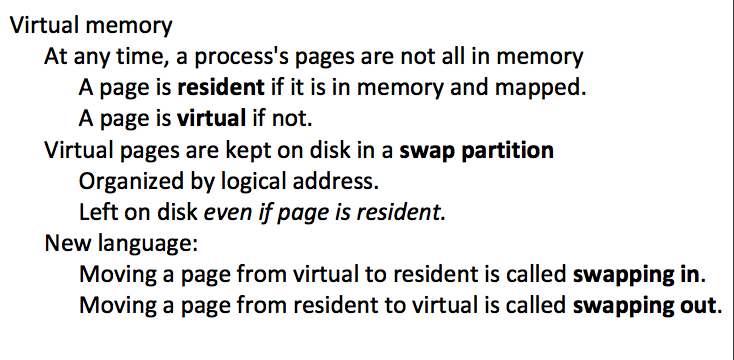 Virtual memory
At any time, a process's pages are not all in memory
A page is resident if it is in memory and mapped.
A page is virtual if not.
Virtual pages are kept on disk in a swap partition
Organized by logical address.
Left on disk even if page is resident.
New language:
Moving a page from virtual to resident is called swapping in.
Moving a page from resident to virtual is called swapping out.